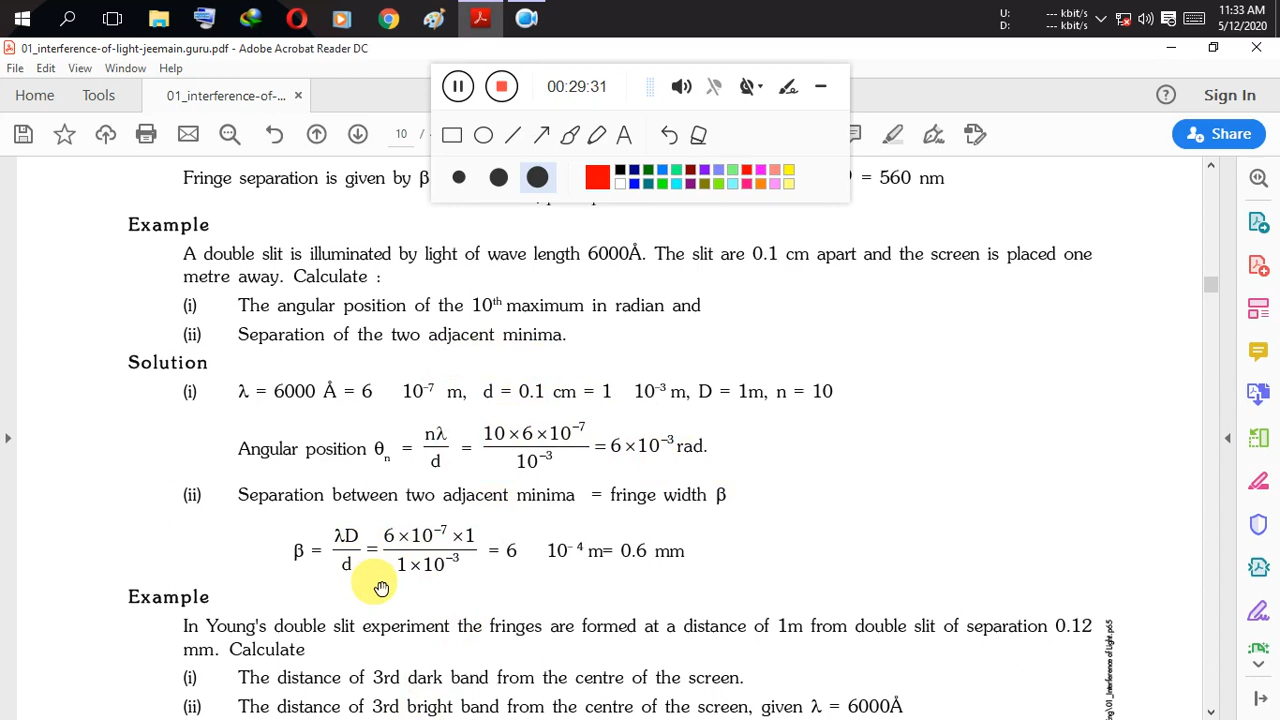 11:33 AM
5/12/2020
U: --- kbit/s
D: --- kbit/s
01_interference-of-light-jeemain.guru.pdf - Adobe Acrobat Reader DC
File Edit View Window Help
Home Tools 01_interference-of-... × Sign In
00:29:31
10 /
Share
Fringe separation is given by β = 560 nm
Example
A double slit is illuminated by light of wave length 6000Å. The slit are 0.1 cm apart and the screen is placed one
metre away. Calculate :
(i) The angular position of the 10th maximum in radian and
(ii) Separation of the two adjacent minima.
Solution
(i) λ = 6000 Å = 6 10⁻⁷ m, d = 0.1 cm = 1 10⁻³ m, D = 1m, n = 10
Angular position θₙ = nλ/d = 10 × 6 × 10⁻⁷ / 10⁻³ = 6 × 10⁻³ rad.
(ii) Separation between two adjacent minima = fringe width β
β = λD/d = 6 × 10⁻⁷ × 1 / 1 × 10⁻³ = 6 10⁻⁴ m= 0.6 mm
Example
In Young's double slit experiment the fringes are formed at a distance of 1m from double slit of separation 0.12
mm. Calculate
(i) The distance of 3rd dark band from the centre of the screen.
(ii) The distance of 3rd bright band from the centre of the screen, given λ = 6000Å